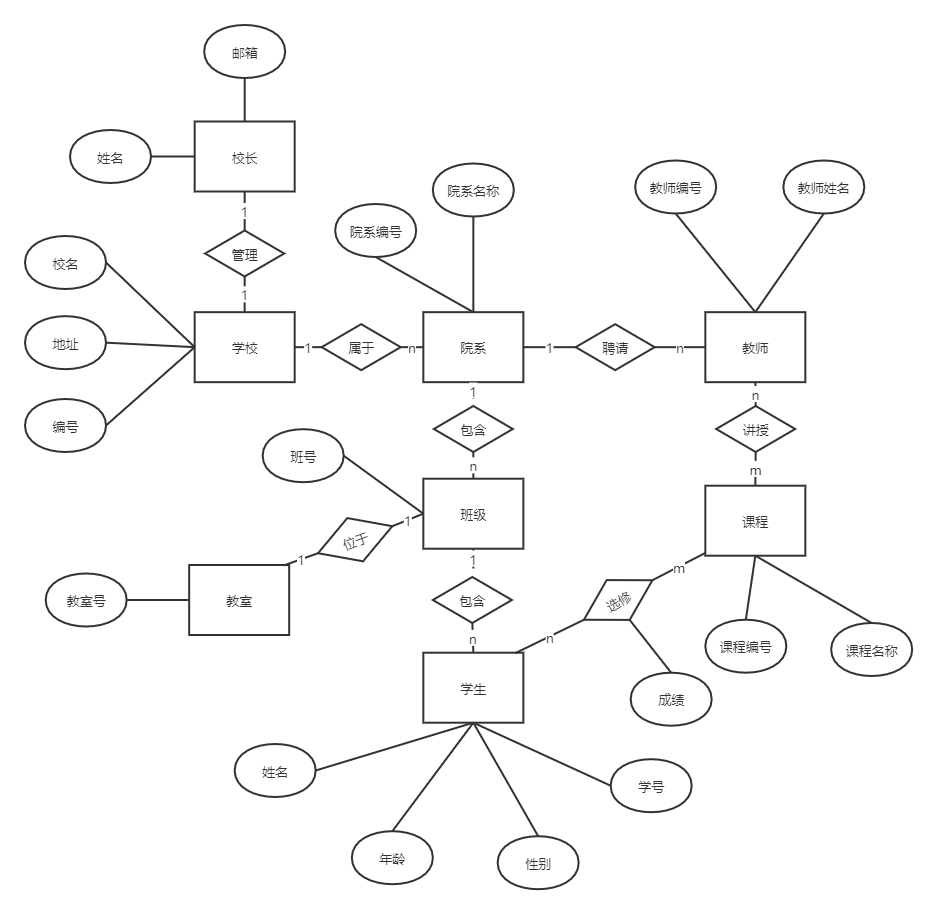 邮箱
姓名
校长
1
管理
1
校名
地址
编号
学校
1
属于
n
院系编号
院系名称
院系
1
聘请
n
教师编号
教师姓名
教师
1
包含
n
n
讲授
m
班号
班级
课程
1
位于
1
教室号
教室
1
包含
n
m
选修
n
成绩
课程编号
课程名称
学生
姓名
年龄
性别
学号